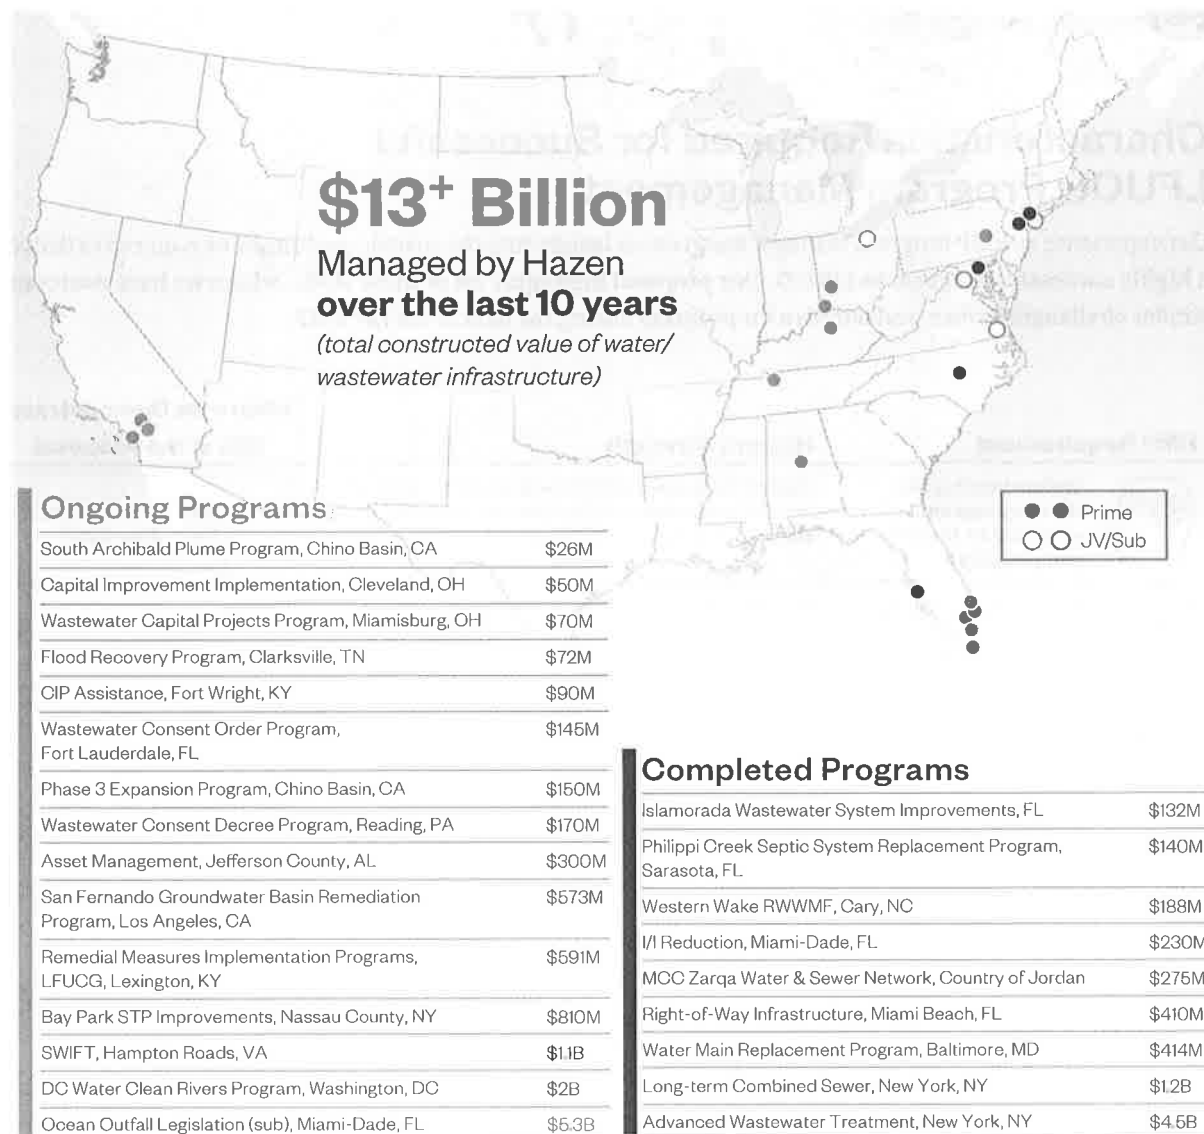 $13+ Billion
Managed by Hazen
over the last 10 years
(total constructed value of water/
wastewater infrastructure)
Prime
JV/Sub
Ongoing Programs
South Archibald Plume Program, Chino Basin, CA $26M
Capital Improvement Implementation, Cleveland, OH $50M
Wastewater Capital Projects Program, Miamisburg, OH $70M
Flood Recovery Program, Clarksville, TN $72M
CIP Assistance, Fort Wright, KY $90M
Wastewater Consent Order Program, $145M
Fort Lauderdale, FL
Phase 3 Expansion Program, Chino Basin, CA $150M
Wastewater Consent Decree Program, Reading, PA $170M
Asset Management, Jefferson County, AL $300M
San Fernando Groundwater Basin Remediation $573M
Program, Los Angeles, CA
Remedial Measures Implementation Programs, $591M
LFUCG, Lexington, KY
Bay Park STP Improvements, Nassau County, NY $810M
SWIFT, Hampton Roads, VA $1.1B
DC Water Clean Rivers Program, Washington, DC $2B
Ocean Outfall Legislation (sub), Miami-Dade, FL $5.3B
Completed Programs
Islamorada Wastewater System Improvements, FL $132M
Philippi Creek Septic System Replacement Program, $140M
Sarasota, FL
Western Wake RWWMF, Cary, NC $188M
I/I Reduction, Miami-Dade, FL $230M
MCC Zarqa Water & Sewer Network, Country of Jordan $275M
Right-of-Way Infrastructure, Miami Beach, FL $410M
Water Main Replacement Program, Baltimore, MD $414M
Long-term Combined Sewer, New York, NY $1.2B
Advanced Wastewater Treatment, New York, NY $4.5B